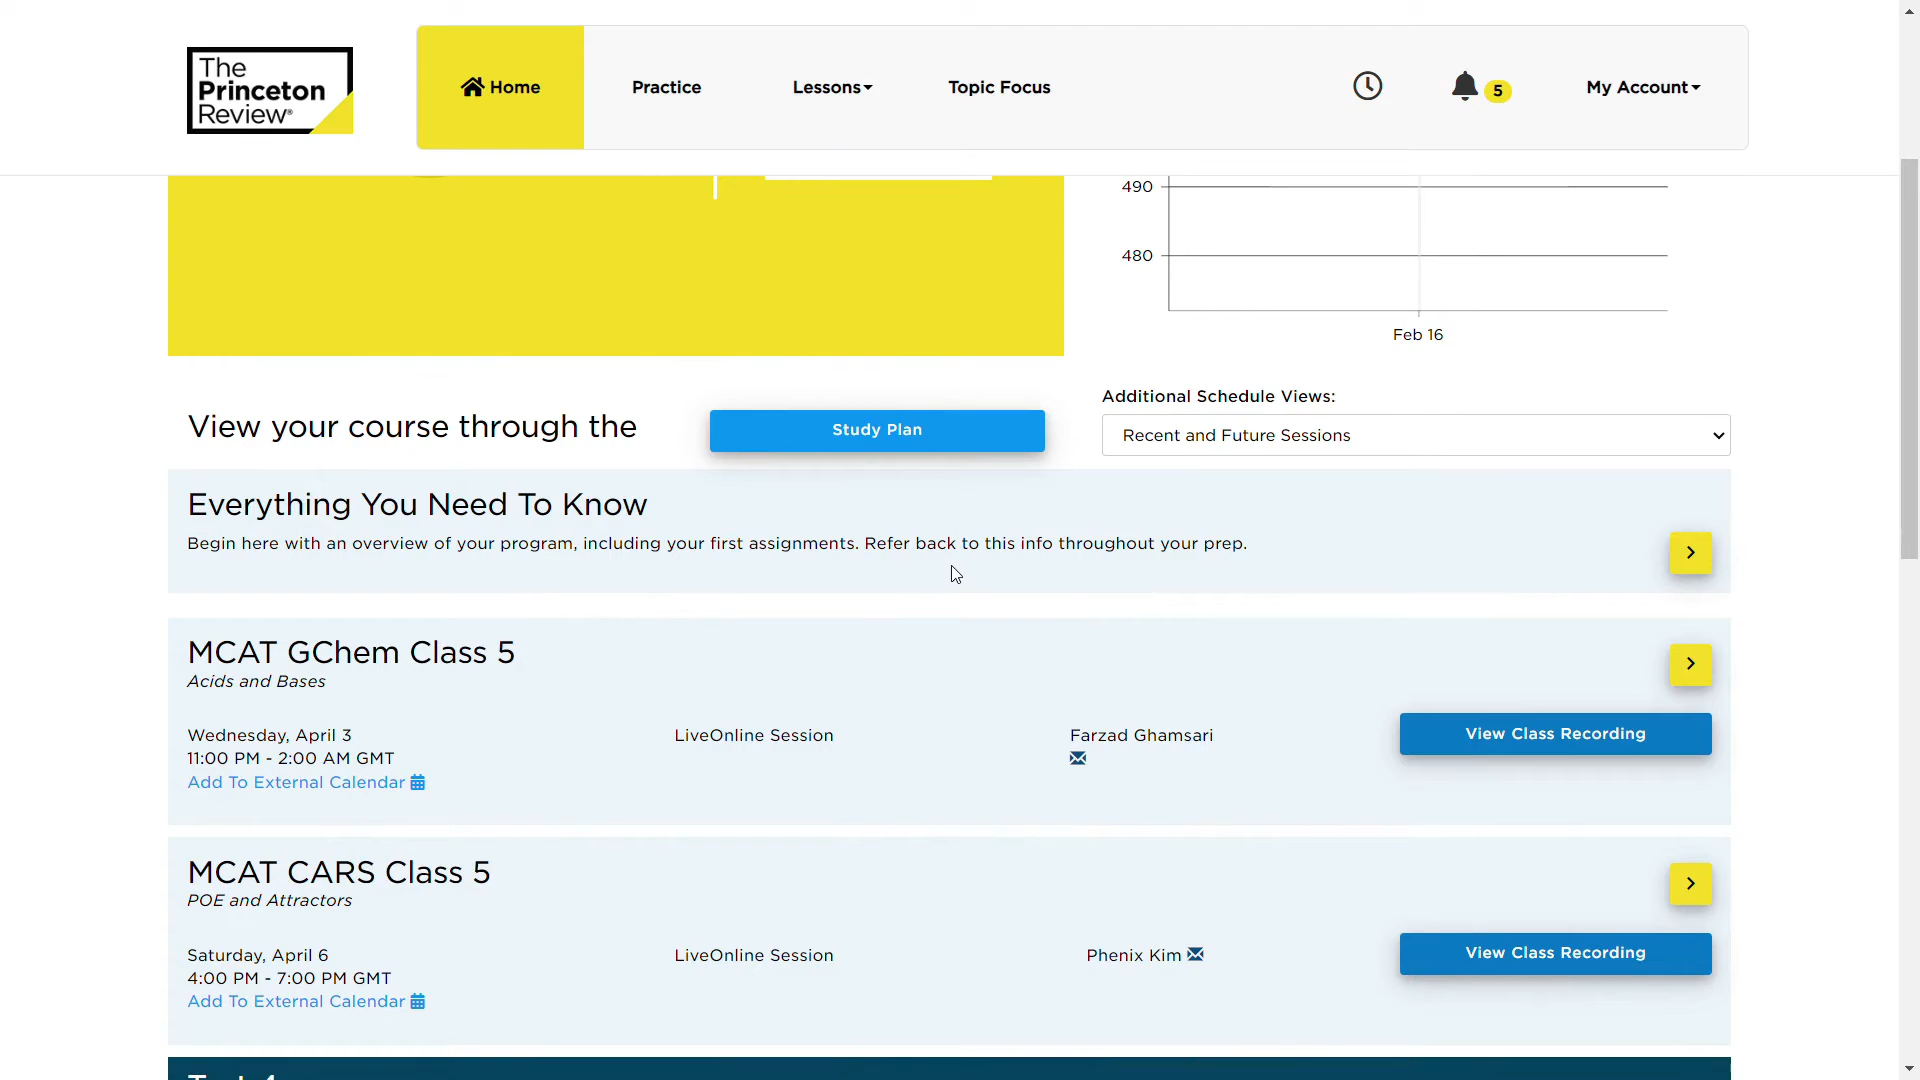 The
Princeton
Review®
Home
Practice
Lessons
Topic Focus
5
My Account
490
480
Feb 16
View your course through the
Study Plan
Additional Schedule Views:
Recent and Future Sessions
Everything You Need To Know
Begin here with an overview of your program, including your first assignments. Refer back to this info throughout your prep.
MCAT GChem Class 5
Acids and Bases
Wednesday, April 3
11:00 PM - 2:00 AM GMT
Add To External Calendar
LiveOnline Session
Farzad Ghamsari
View Class Recording
MCAT CARS Class 5
POE and Attractors
Saturday, April 6
4:00 PM - 7:00 PM GMT
Add To External Calendar
LiveOnline Session
Phenix Kim
View Class Recording